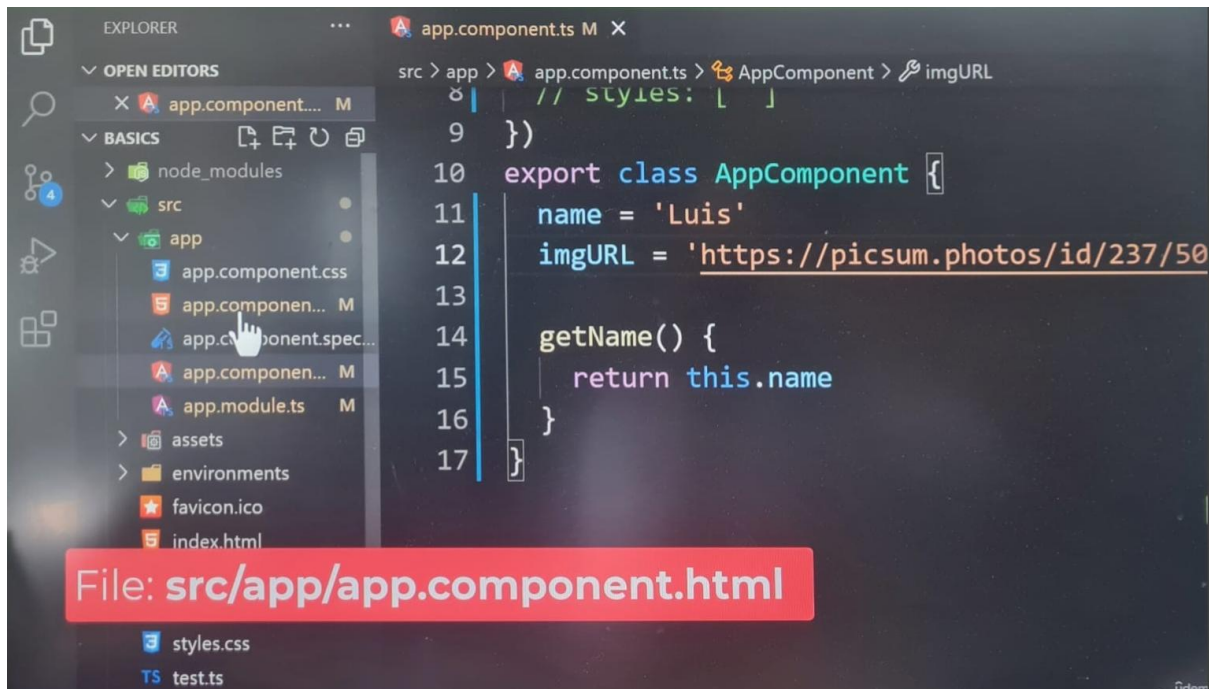 EXPLORER ...
OPEN EDITORS
app.component.... M
BASICS
node_modules
src
app
app.component.css
app.componen... M
app.component.spec...
app.componen... M
app.module.ts M
assets
environments
favicon.ico
index.html
styles.css
TS test.ts
4
app.component.ts M
src > app > app.component.ts > AppComponent > imgURL
8 // styles: [ ]
9 })
10 export class AppComponent {
11 name = 'Luis'
12 imgURL = 'https://picsum.photos/id/237/50
13
14 getName() {
15 return this.name
16 }
17 }
File: src/app/app.component.html